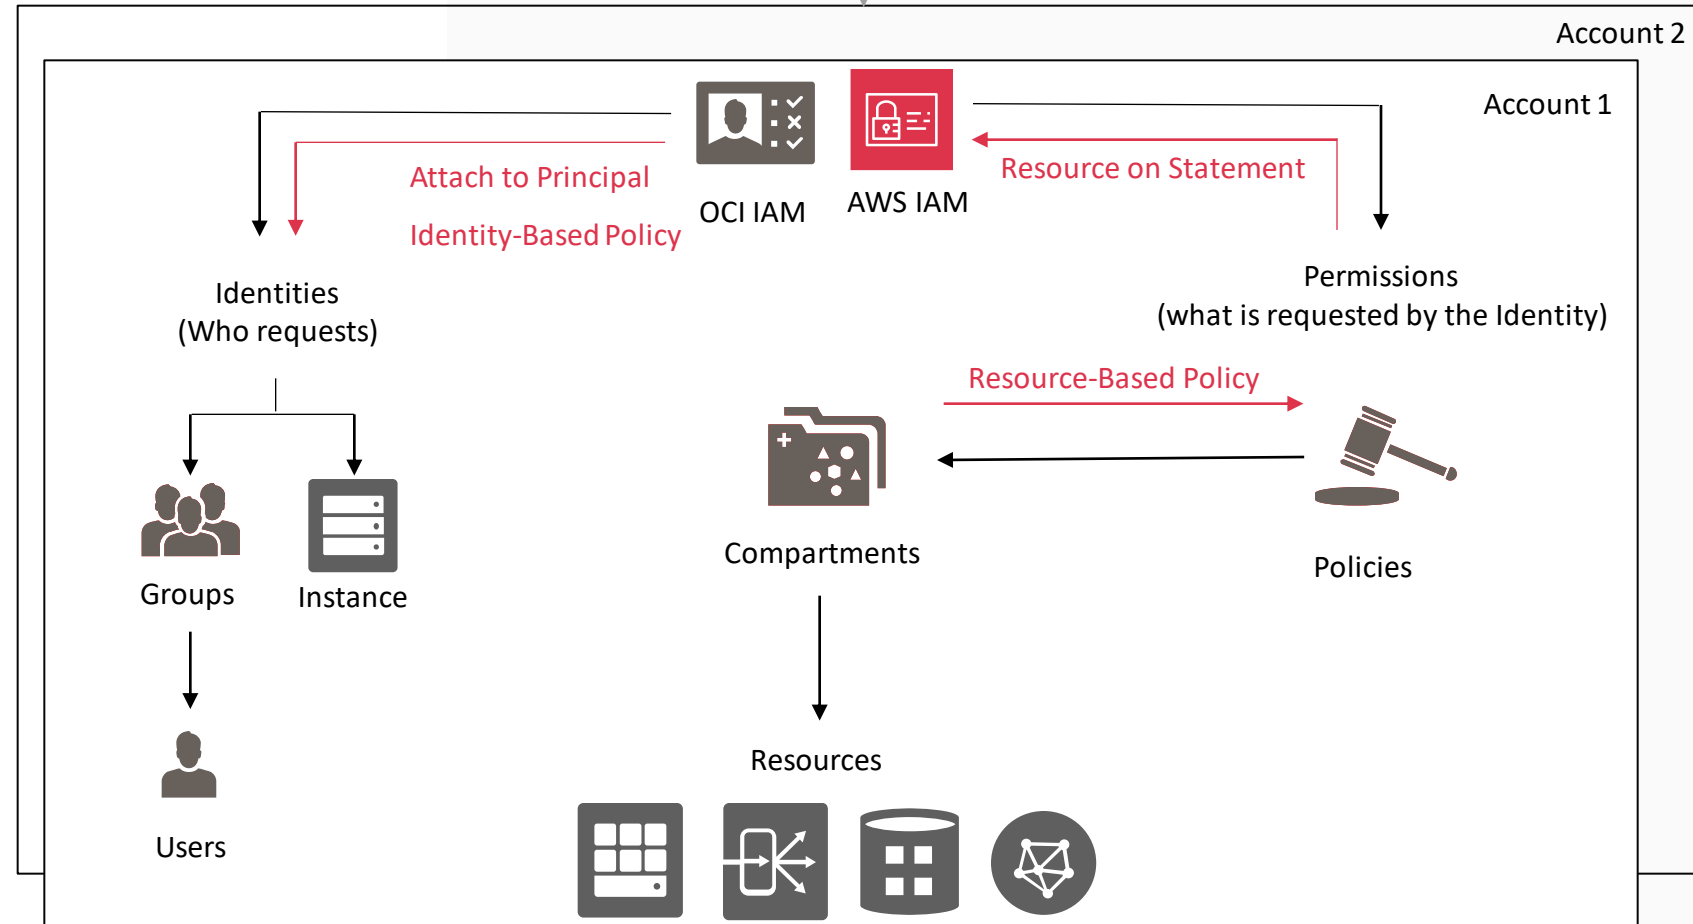 Account 2
Account 1
Attach to Principal
Identity-Based Policy
OCI IAM
AWS IAM
Resource on Statement
Identities
(Who requests)
Permissions
(what is requested by the Identity)
Resource-Based Policy
Groups
Instance
Compartments
Policies
Users
Resources